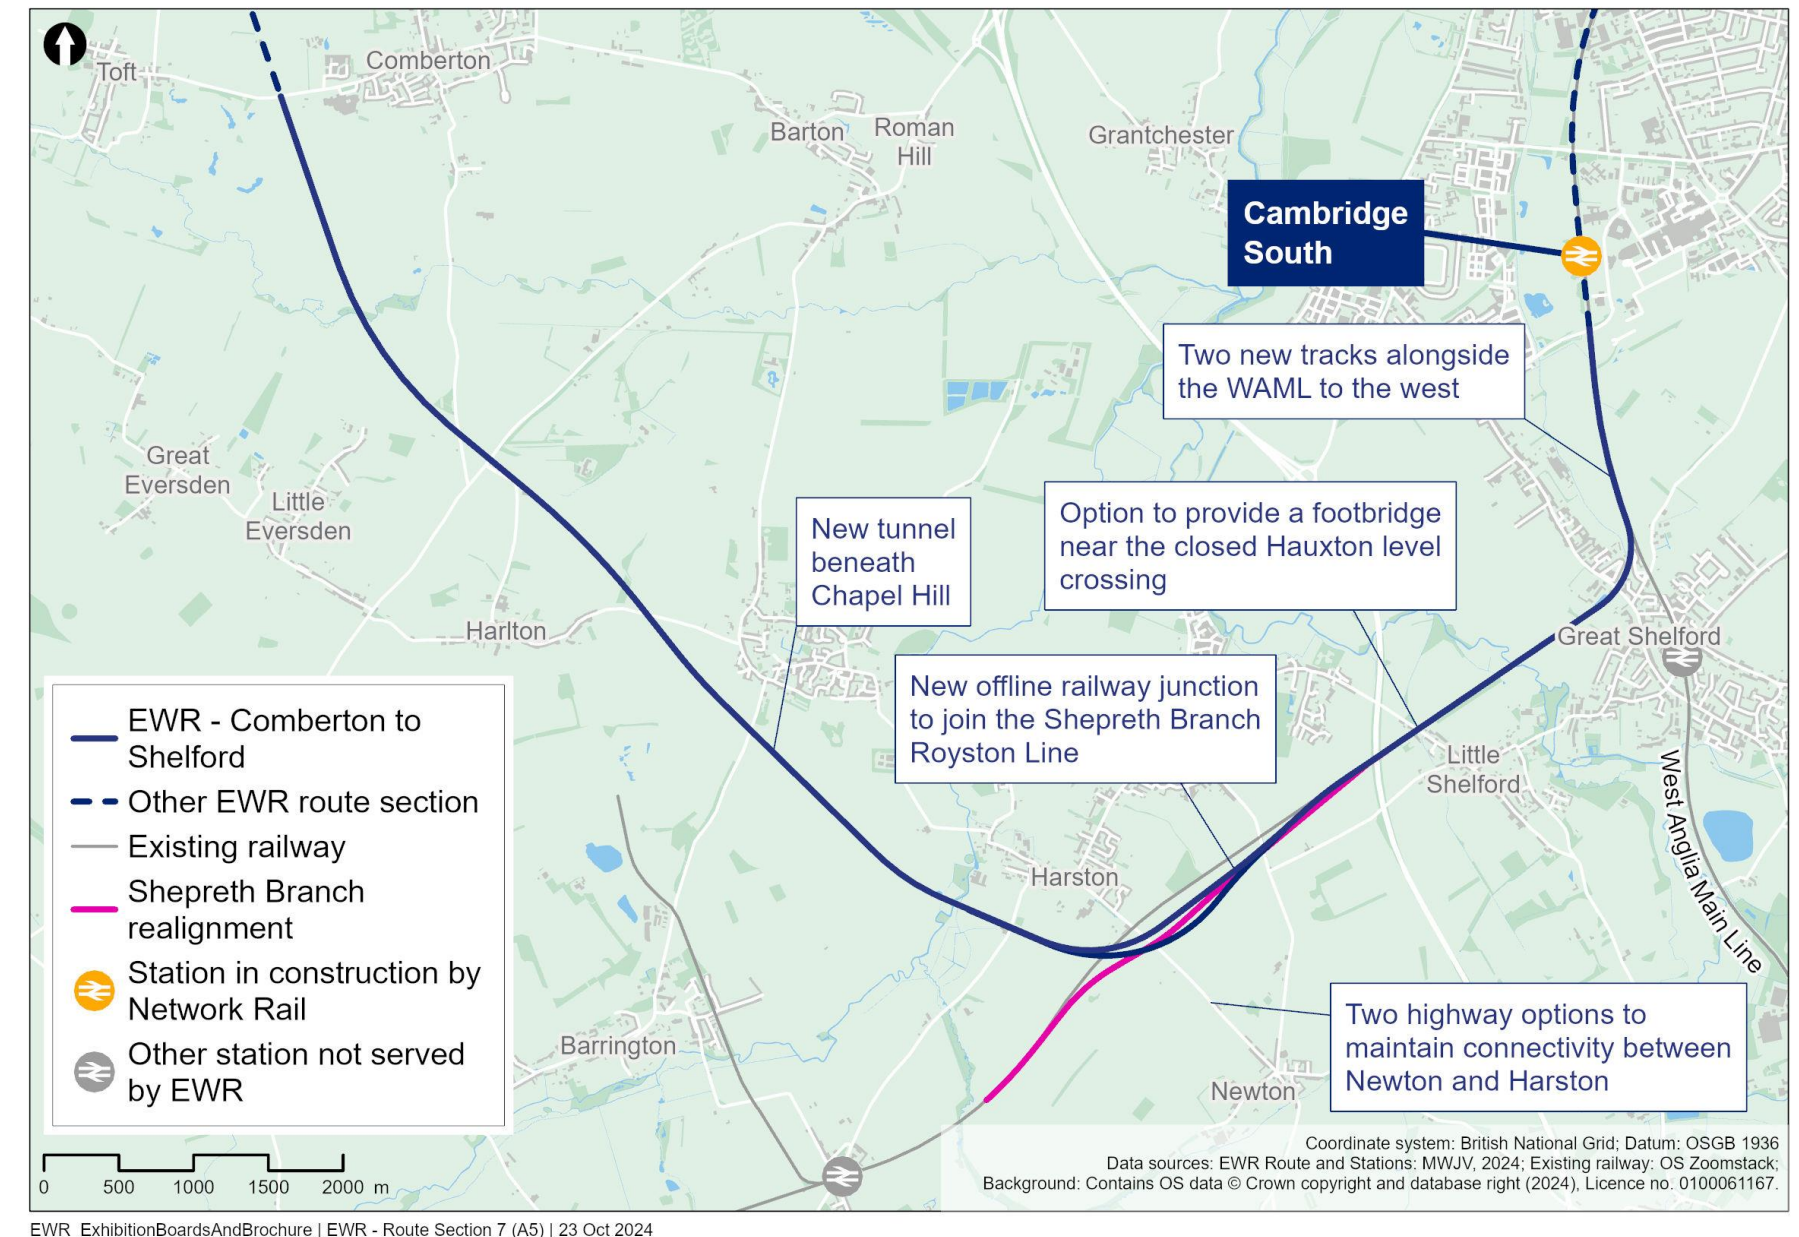 Toft
Comberton
Barton
Roman
Hill
Grantchester
Cambridge
South
Two new tracks alongside
the WAML to the west
Great
Eversden
Little
Eversden
New tunnel
beneath
Chapel Hill
Option to provide a footbridge
near the closed Hauxton level
crossing
Harlton
Great Shelford
New offline railway junction
to join the Shepreth Branch
Royston Line
Little
Shelford
West Anglia Main Line
Harston
EWR - Comberton to
Shelford
Other EWR route section
Existing railway
Shepreth Branch
realignment
Station in construction by
Network Rail
Other station not served
by EWR
Two highway options to
maintain connectivity between
Newton and Harston
Barrington
Newton
0 500 1000 1500 2000 m
Coordinate system: British National Grid; Datum: OSGB 1936
Data sources: EWR Route and Stations: MWJV, 2024; Existing railway: OS Zoomstack;
Background: Contains OS data © Crown copyright and database right (2024), Licence no. 0100061167.
EWR_ExhibitionBoardsAndBrochure | EWR - Route Section 7 (A5) | 23 Oct 2024